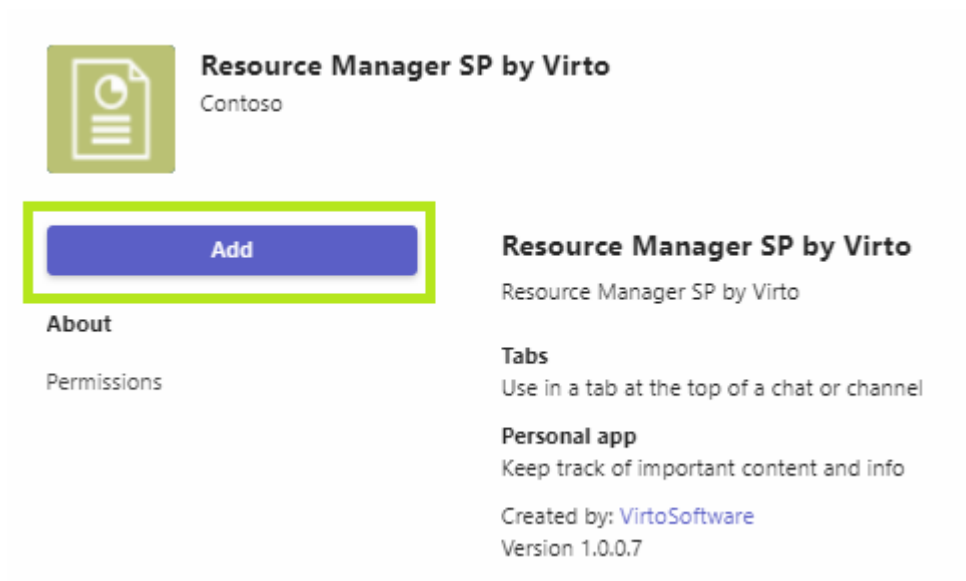 Resource Manager SP by Virto
Contoso
Add
About
Permissions
Resource Manager SP by Virto
Resource Manager SP by Virto
Tabs
Use in a tab at the top of a chat or channel
Personal app
Keep track of important content and info
Created by: VirtoSoftware
Version 1.0.0.7